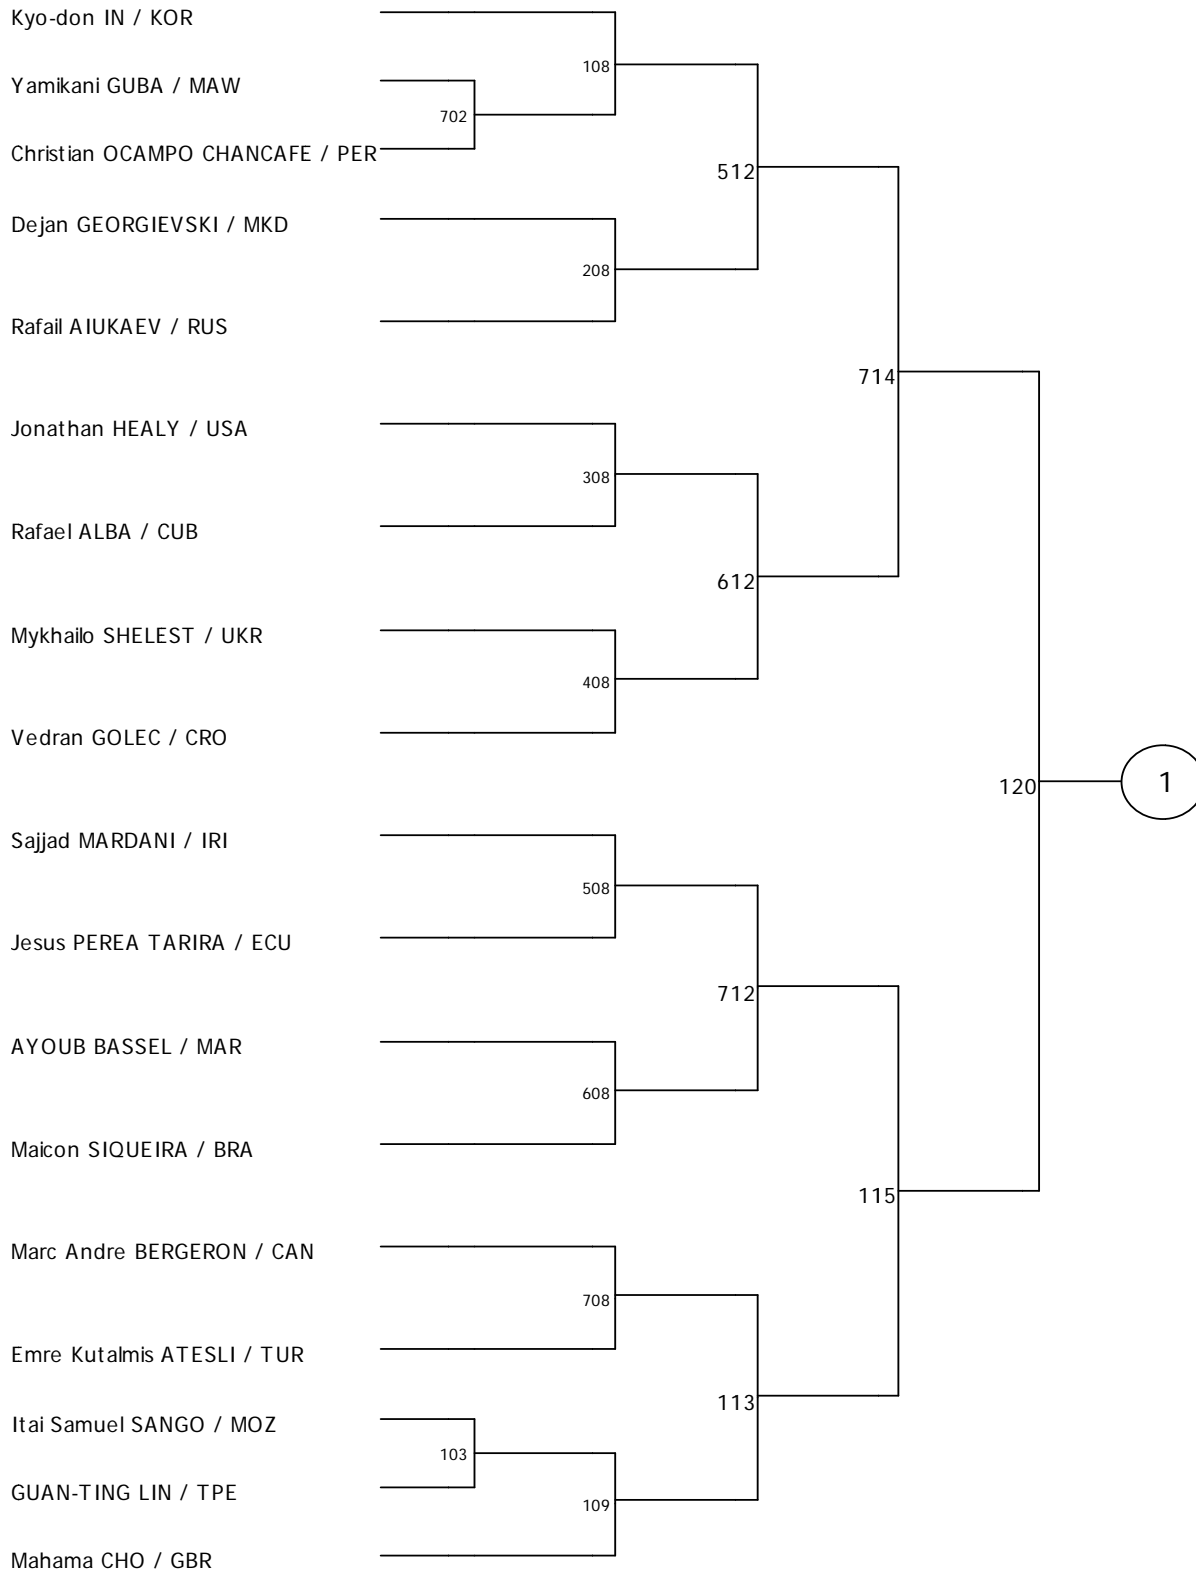 Kyo-don IN / KOR
108
Yamikani GUBA / MAW
702
Christian OCAMPO CHANCAFE / PER
512
Dejan GEORGIEVSKI / MKD
208
Rafail AIUKAEV / RUS
714
Jonathan HEALY / USA
308
Rafael ALBA / CUB
612
Mykhailo SHELEST / UKR
408
Vedran GOLEC / CRO
120
1
Sajjad MARDANI / IRI
508
Jesus PEREA TARIRA / ECU
712
AYOUB BASSEL / MAR
608
Maicon SIQUEIRA / BRA
115
Marc Andre BERGERON / CAN
708
Emre Kutalmis ATESLI / TUR
113
Itai Samuel SANGO / MOZ
103
GUAN-TING LIN / TPE
109
Mahama CHO / GBR